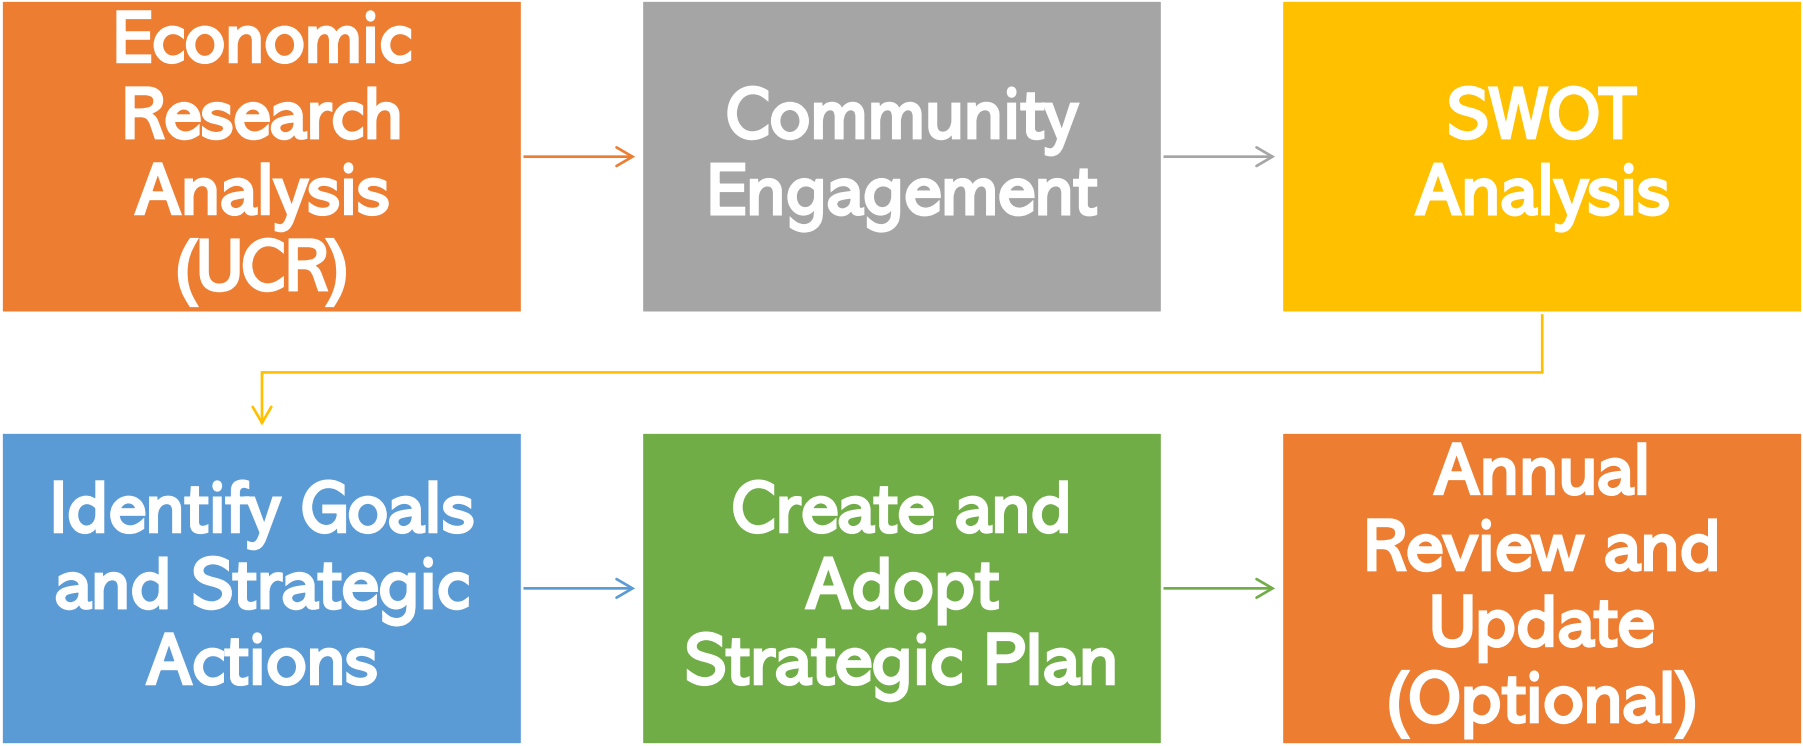 Economic
Research
Analysis
(UCR)
Community
Engagement
SWOT
Analysis
Identify Goals
and Strategic
Actions
Create and
Adopt
Strategic Plan
Annual
Review and
Update
(Optional)